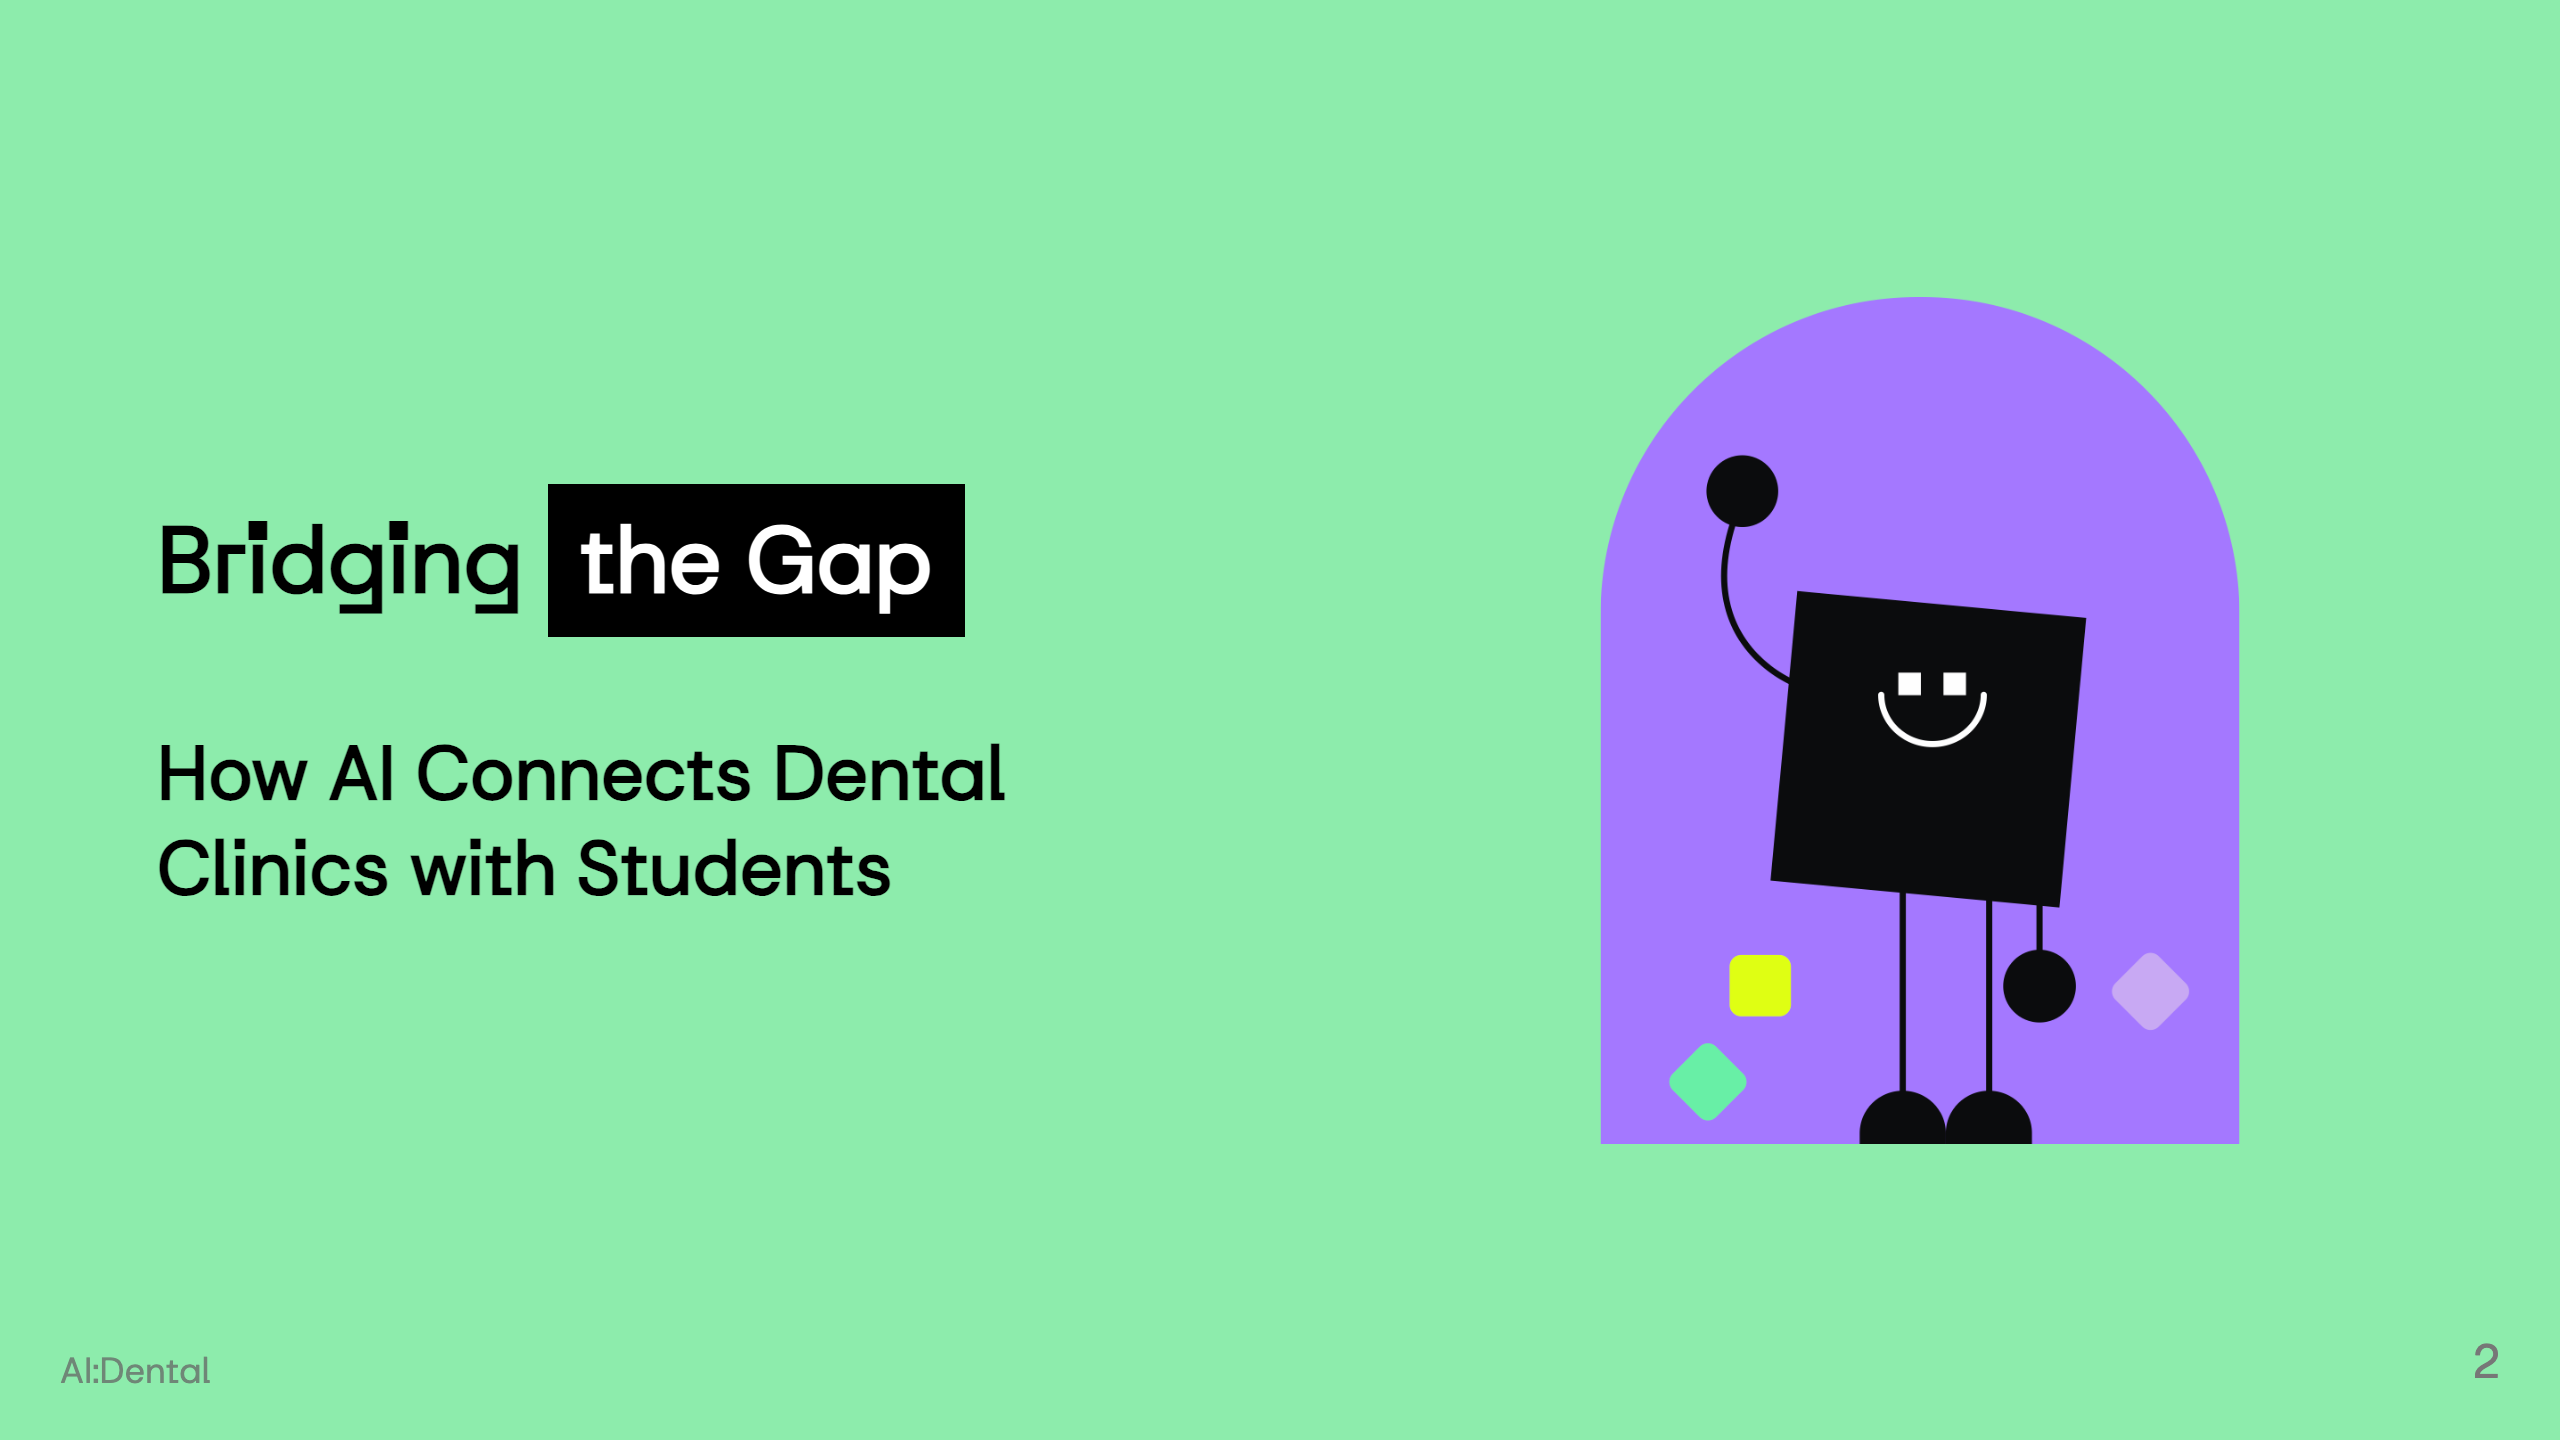 Bridging the Gap
How AI Connects Dental
Clinics with Students
AI:Dental
2